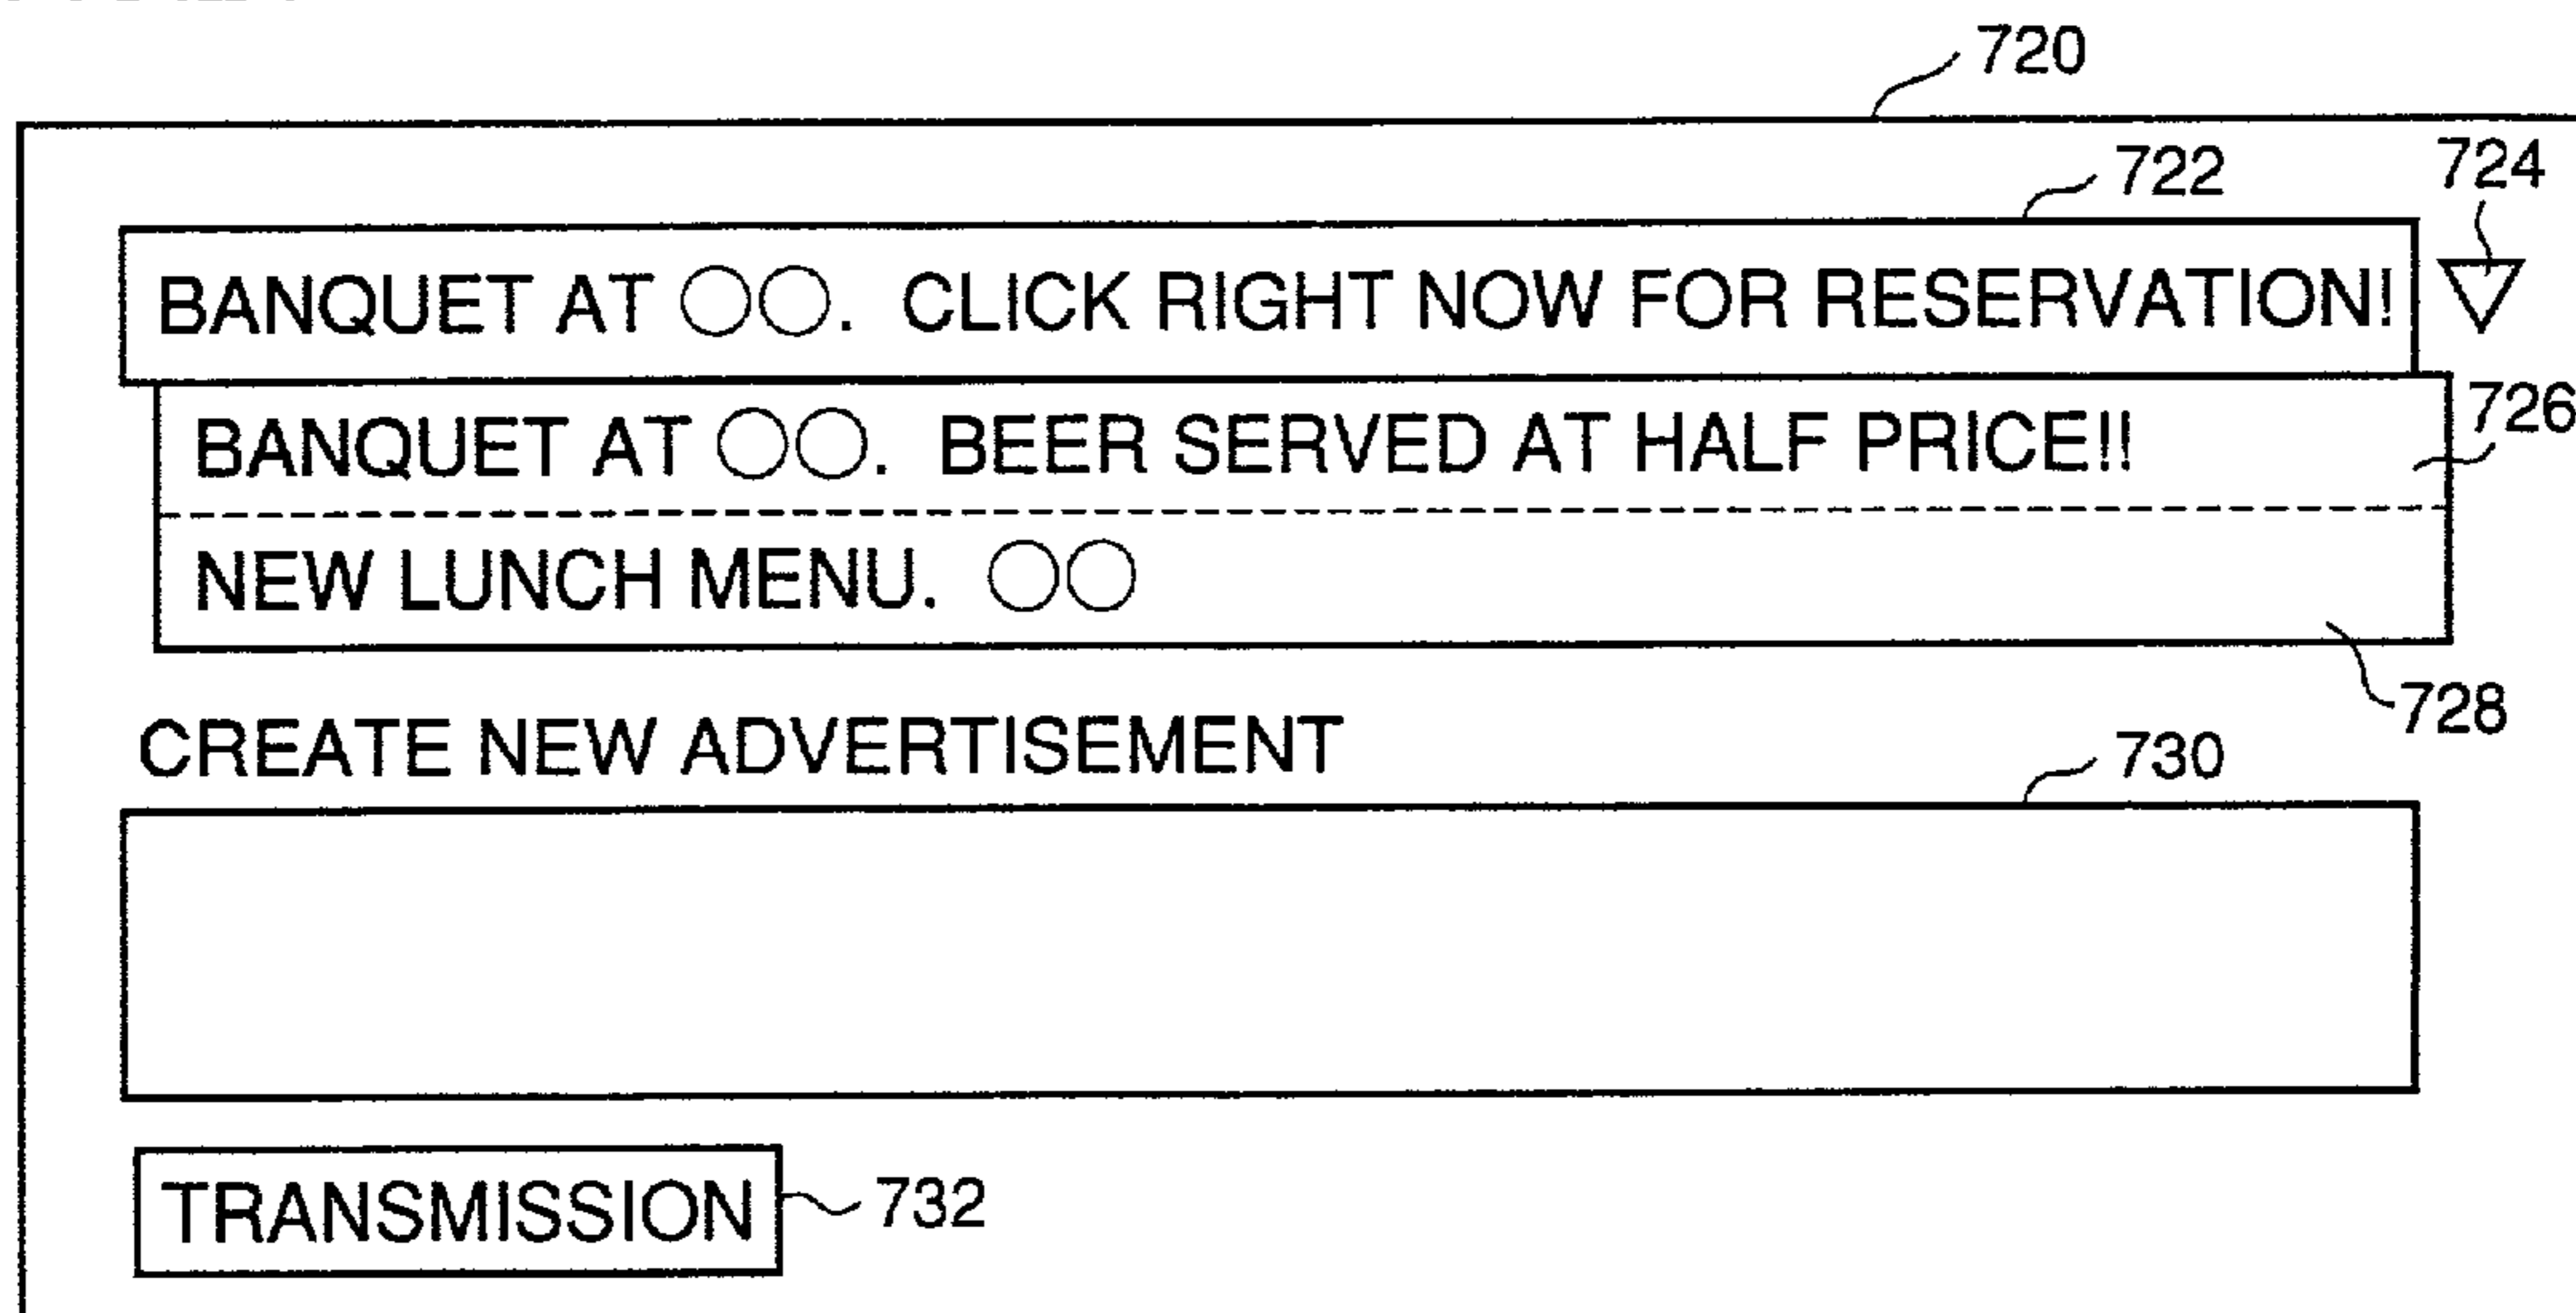 720
722
724
BANQUET AT ○○. CLICK RIGHT NOW FOR RESERVATION!
726
BANQUET AT ○○. BEER SERVED AT HALF PRICE!!
NEW LUNCH MENU. ○○
728
CREATE NEW ADVERTISEMENT
730
TRANSMISSION
732